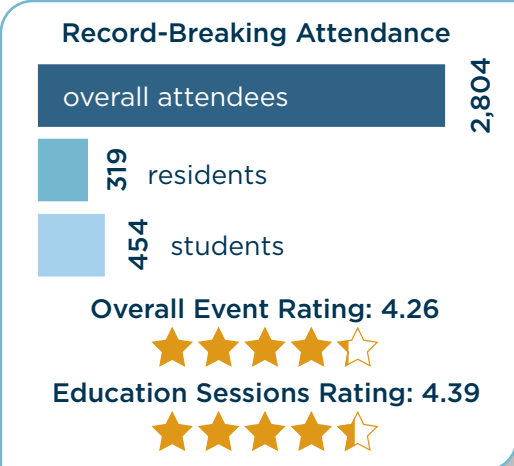 Record-Breaking Attendance
overall attendees
2,804
319
residents
454
students
Overall Event Rating: 4.26
Education Sessions Rating: 4.39